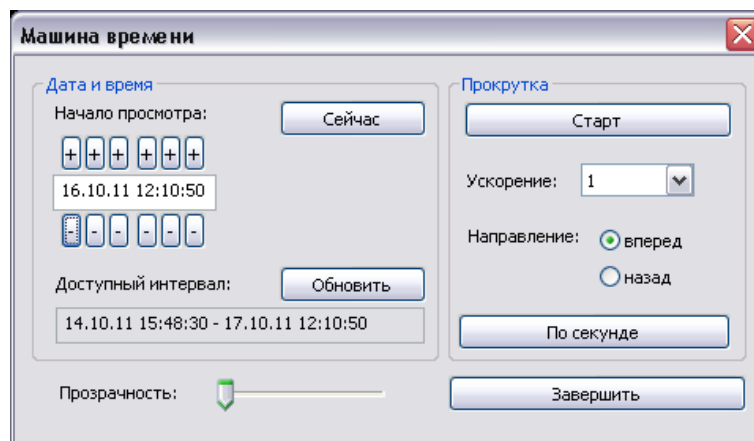 Машина времени
Дата и время
Начало просмотра:
Сейчас
+ + + + + +
16.10.11 12:10:50
- - - - - -
Доступный интервал:
Обновить
14.10.11 15:48:30 - 17.10.11 12:10:50
Прокрутка
Старт
Ускорение:
1
Направление:
вперед
назад
По секунде
Прозрачность:
Завершить